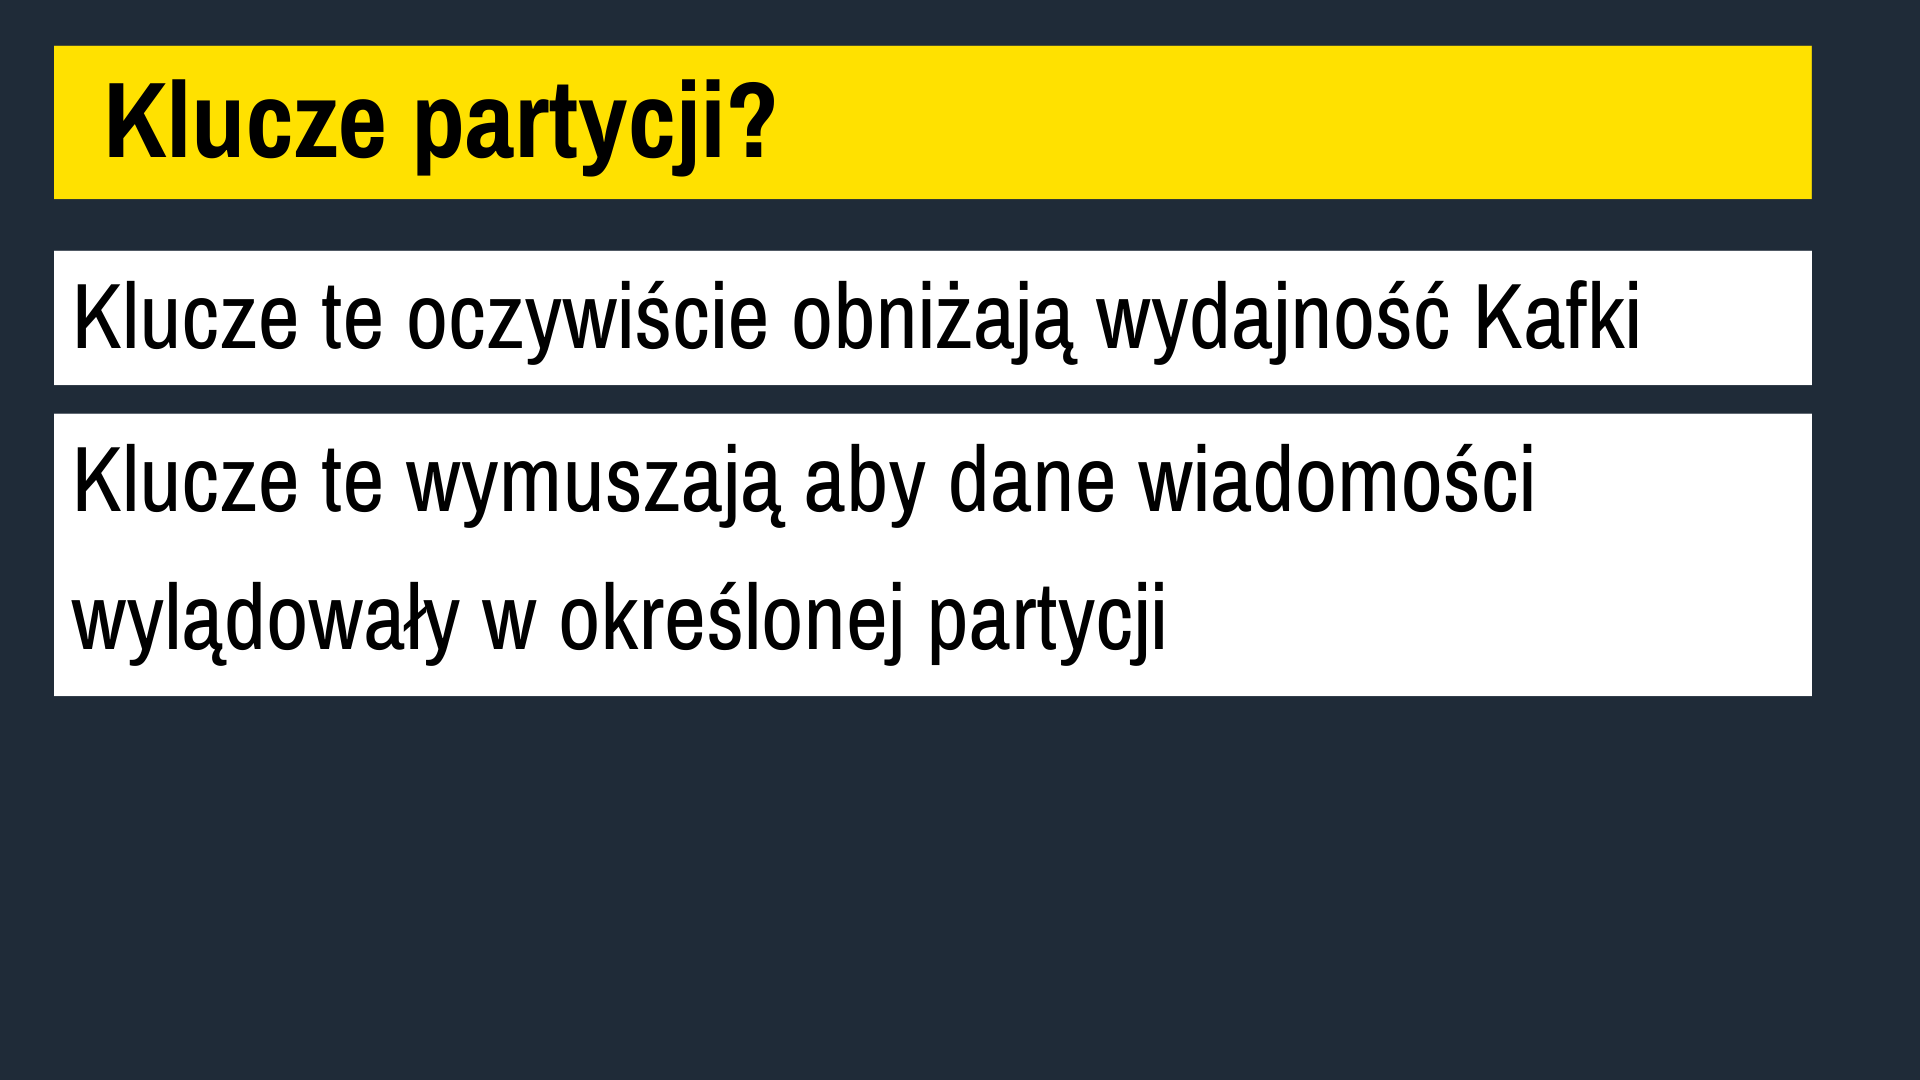 Klucze partycji?
Klucze te oczywiście obniżają wydajność Kafki
Klucze te wymuszają aby dane wiadomości
wylądowały w określonej partycji